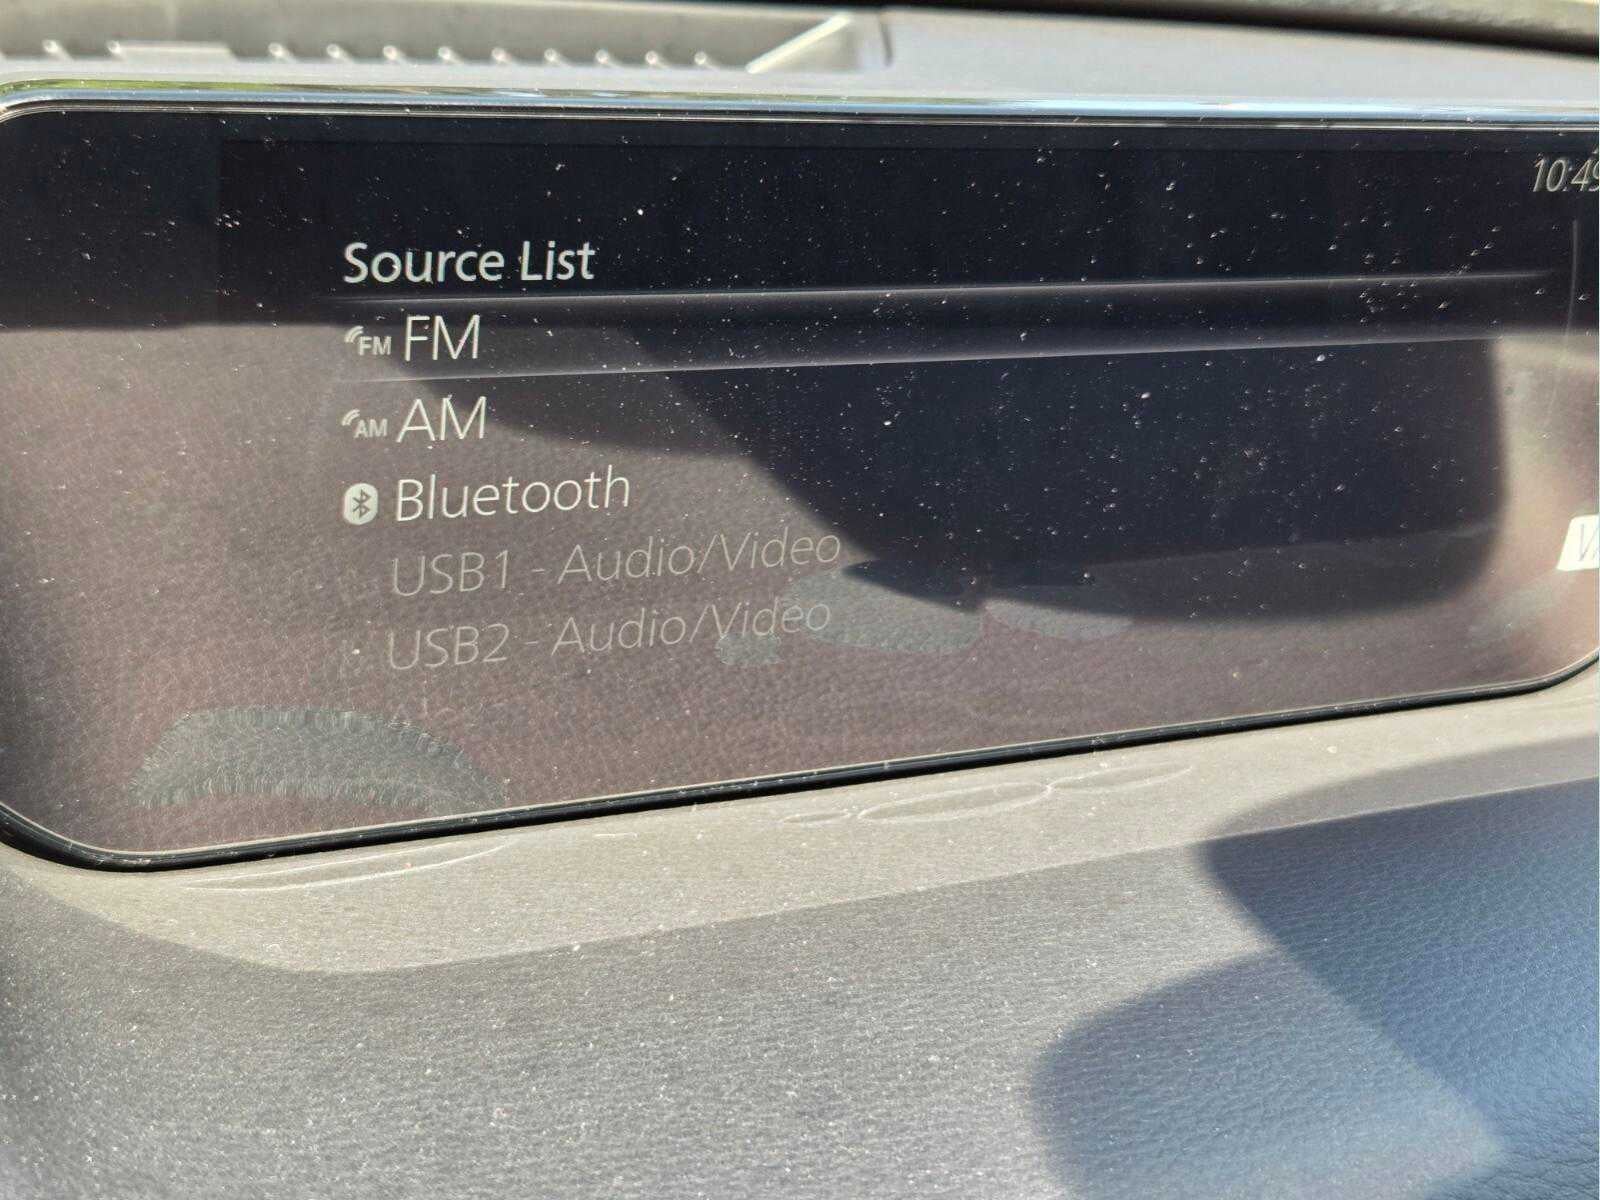 10:49
Source List
FM FM
AM AM
Bluetooth
USB1 - Audio/Video
USB2 - Audio/Video